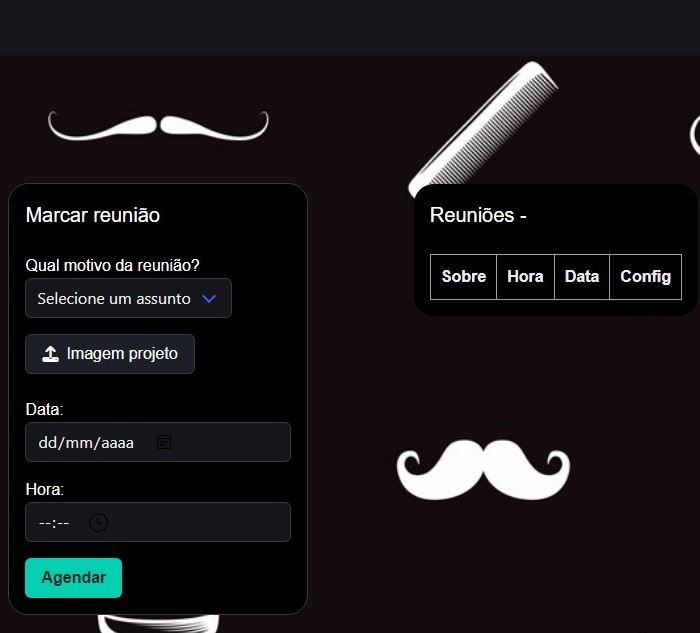 Marcar reunião
Qual motivo da reunião?
Selecione um assunto
Imagem projeto
Data:
dd/mm/aaaa
Hora:
--:--
Agendar
Reuniões -
Sobre Hora Data Config